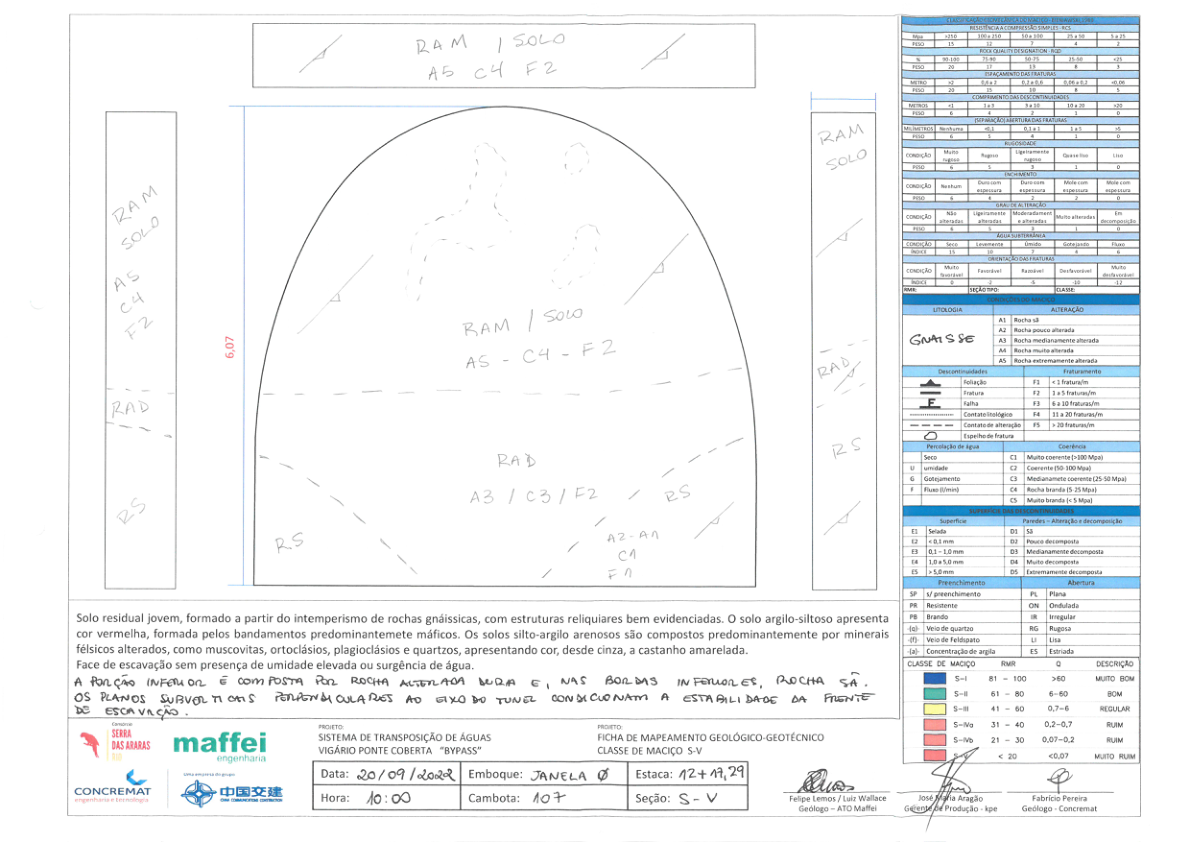 RAM / SOLO
A5 C4 F2
RAM
SOLO
A5
C4
F2
RAD
RS
6,07
RAM / SOLO
A5 - C4 - F2
RAD
A3 / C3 / F2
RS
RS
A2-A1
C1
F1
RAM
SOLO
RAD
RS
Solo residual jovem, formado a partir do intemperismo de rochas gnáissicas, com estruturas reliquiares bem evidenciadas. O solo argilo-siltoso apresenta
cor vermelha, formada pelos bandamentos predominantemete máficos. Os solos silto-argilo arenosos são compostos predominantemente por minerais
félsicos alterados, como muscovitas, ortoclásios, plagioclásios e quartzos, apresentando cor, desde cinza, a castanho amarelada.
Face de escavação sem presença de umidade elevada ou surgência de água.
A PORÇÃO INFERIOR É COMPOSTA POR ROCHA ALTERADA DURA E, NAS BORDAS INFERIORES, ROCHA SÃ.
OS PLANOS SUBVERTICAIS PERPENDICULARES AO EIXO DO TUNEL CONDICIONAM A ESTABILIDADE DA FRENTE
DE ESCAVAÇÃO.
RESISTÊNCIA A COMPRESSÃO SIMPLES - RCS
Mpa >250 100 a 250 50 a 100 25 a 50 5 a 25
PESO 15 12 7 4 2
ROCK QUALITY DESIGNATION - RQD
% 90-100 75-90 50-75 25-50 <25
PESO 20 17 13 8 3
ESPAÇAMENTO DAS FRATURAS
METRO >2 0,6 a 2 0,2 a 0,6 0,06 a 0,2 <0,06
PESO 20 15 10 8 5
COMPRIMENTO DAS DESCONTINUIDADES
METROS <1 1 a 3 3 a 10 10 a 20 >20
PESO 6 4 2 1 0
(SEPARAÇÃO) ABERTURA DAS FRATURAS
MILÍMETROS Nenhuma <0,1 0,1 a 1 1 a 5 >5
PESO 6 5 4 1 0
RUGOSIDADE
CONDIÇÃO Muito rugoso Rugoso Ligeiramente rugoso Quase liso Liso
PESO 6 5 3 1 0
ENCHIMENTO
CONDIÇÃO Nenhum Duro com espessura Duro com espessura Mole com espessura Mole com espessura
PESO 6 4 2 2 0
GRAU DE ALTERAÇÃO
CONDIÇÃO Não alteradas Ligeiramente alteradas Moderadament e alteradas Muito alteradas Em decomposição
PESO 6 5 3 1 0
ÁGUA SUBTERRÂNEA
CONDIÇÃO Seco Levemente Úmido Gotejando Fluxo
ÍNDICE 15 10 7 4 6
ORIENTAÇÃO DAS FRATURAS
CONDIÇÃO Muito favorável Favorável Razoável Desfavorável Muito desfavorável
ÍNDICE 0 -2 -5 -10 -12
RMR: SEÇÃO TIPO: CLASSE:
CONDIÇÕES DO MACIÇO
LITOLOGIA ALTERAÇÃO
GNAISSE
A1 Rocha sã
A2 Rocha pouco alterada
A3 Rocha medianamente alterada
A4 Rocha muito alterada
A5 Rocha extremamente alterada
Descontinuidades Fraturamento
Foliação F1 < 1 fratura/m
Fratura F2 1 a 5 fraturas/m
F Falha F3 6 a 10 fraturas/m
Contato litológico F4 11 a 20 fraturas/m
Contato de alteração F5 > 20 fraturas/m
Espelho de fratura
Percolação de água Coerência
Seco C1 Muito coerente (>100 Mpa)
U umidade C2 Coerente (50-100 Mpa)
G Gotejamento C3 Medianamete coerente (25-50 Mpa)
F Fluxo (l/min) C4 Rocha branda (5-25 Mpa)
C5 Muito branda (< 5 Mpa)
SUPERFÍCIE DAS DESCONTINUIDADES
Superfície Paredes – Alteração e decomposição
E1 Selada D1 Sã
E2 < 0,1 mm D2 Pouco decomposta
E3 0,1 – 1,0 mm D3 Medianamente decomposta
E4 1,0 a 5,0 mm D4 Muito decomposta
E5 > 5,0 mm D5 Extremamente decomposta
Preenchimento Abertura
SP s/ preenchimento PL Plana
PR Resistente ON Ondulada
PB Brando IR Irregular
-(q)- Veio de quartzo RG Rugosa
-(f)- Veio de Feldspato LI Lisa
-(a)- Concentração de argila ES Estriada
CLASSE DE MACIÇO RMR Q DESCRIÇÃO
S-I 81 - 100 >60 MUITO BOM
S-II 61 - 80 6-60 BOM
S-III 41 - 60 0,7-6 REGULAR
S-IVa 31 - 40 0,2-0,7 RUIM
S-IVb 21 - 30 0,07-0,2 RUIM
S-V < 20 <0,07 MUITO RUIM
Consórcio
SERRA
DAS ARARAS
maffei
engenharia
CONCREMAT
engenharia e tecnologia
Uma empresa do grupo
中国交建
CHINA COMMUNICATIONS CONSTRUCTION
PROJETO:
SISTEMA DE TRANSPOSIÇÃO DE ÁGUAS
VIGÁRIO PONTE COBERTA "BYPASS"
PROJETO:
FICHA DE MAPEAMENTO GEOLÓGICO-GEOTÉCNICO
CLASSE DE MACIÇO S-V
Data: 20/09/2022 Emboque: JANELA Ø Estaca: 12+17,29
Hora: 10:00 Cambota: 107 Seção: S-V
Felipe Lemos / Luiz Wallace
Geólogo – ATO Maffei
José Maria Aragão
Gerente de Produção - kpe
Fabrício Pereira
Geólogo - Concremat